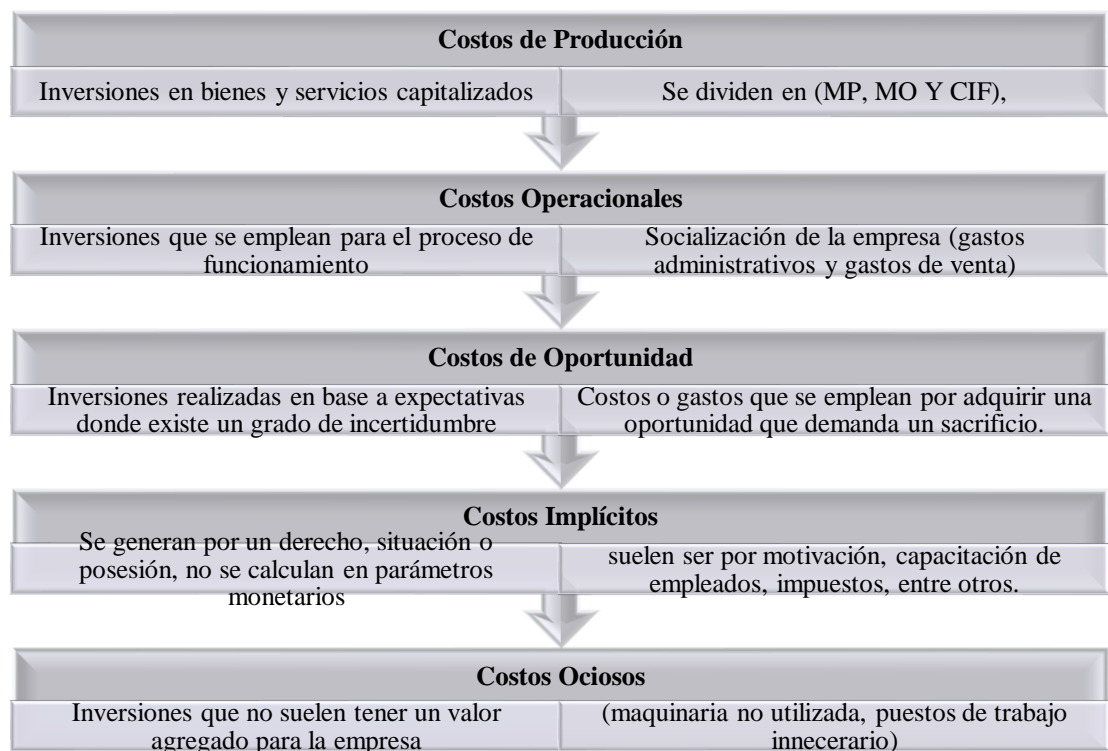 Costos de Producción
Inversiones en bienes y servicios capitalizados
Se dividen en (MP, MO Y CIF),
Costos Operacionales
Inversiones que se emplean para el proceso de
funcionamiento
Socialización de la empresa (gastos
administrativos y gastos de venta)
Costos de Oportunidad
Inversiones realizadas en base a expectativas
donde existe un grado de incertidumbre
Costos o gastos que se emplean por adquirir una
oportunidad que demanda un sacrificio.
Costos Implícitos
Se generan por un derecho, situación o
posesión, no se calculan en parámetros
monetarios
suelen ser por motivación, capacitación de
empleados, impuestos, entre otros.
Costos Ociosos
Inversiones que no suelen tener un valor
agregado para la empresa
(maquinaria no utilizada, puestos de trabajo
innecerario)